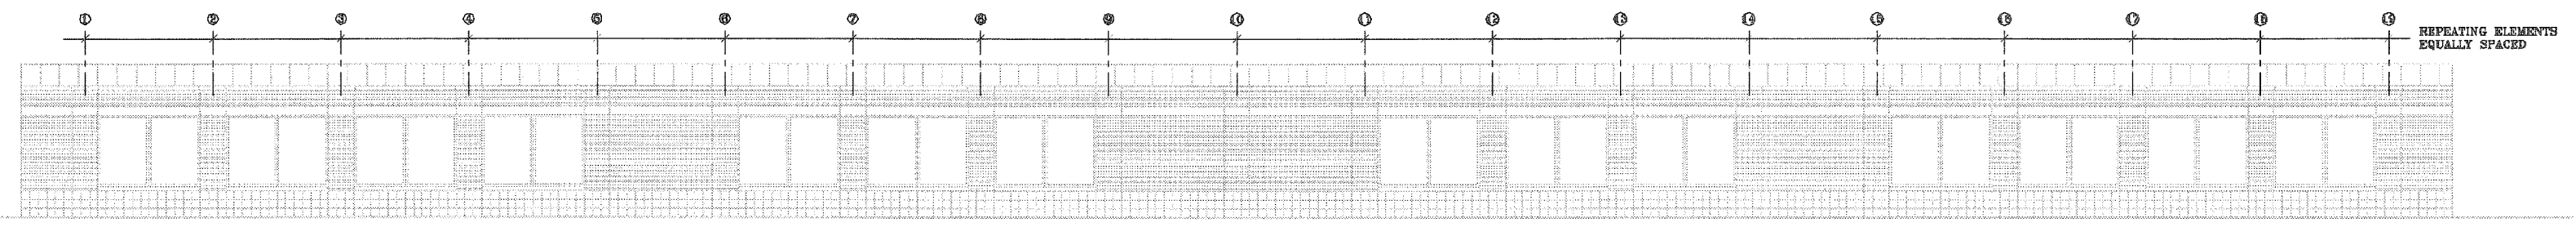 1 2 3 4 5 6 7 8 9 10 11 12 13 14 15 16 17 18 19
REPEATING ELEMENTS
EQUALLY SPACED